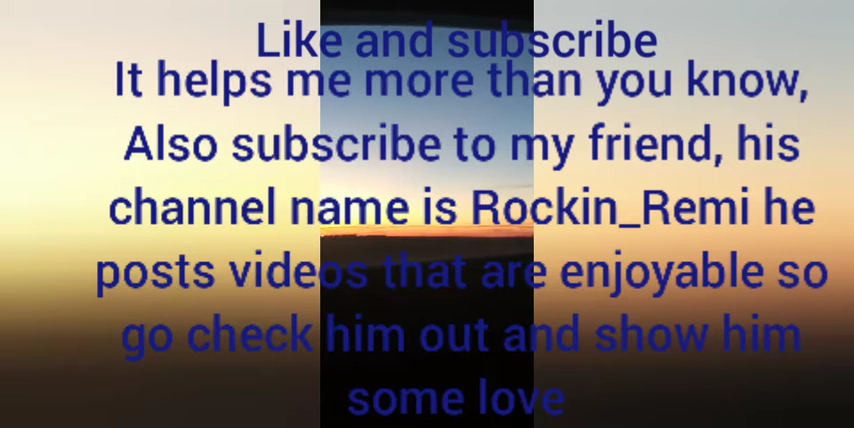 Like and subscribe
It helps me more than you know,
Also subscribe to my friend, his
channel name is Rockin_Remi he
posts videos that are enjoyable so
go check him out and show him
some love